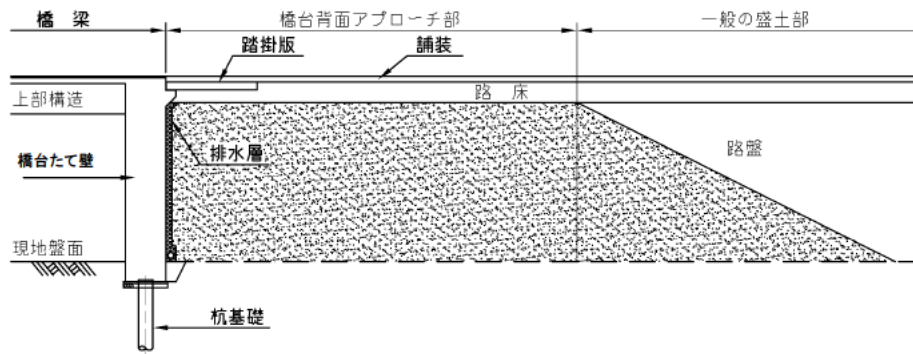 橋 梁
橋台背面アプローチ部
一般の盛土部
踏掛版
舗装
上部構造
路 床
排水層
橋台たて壁
路盤
現地盤面
杭基礎